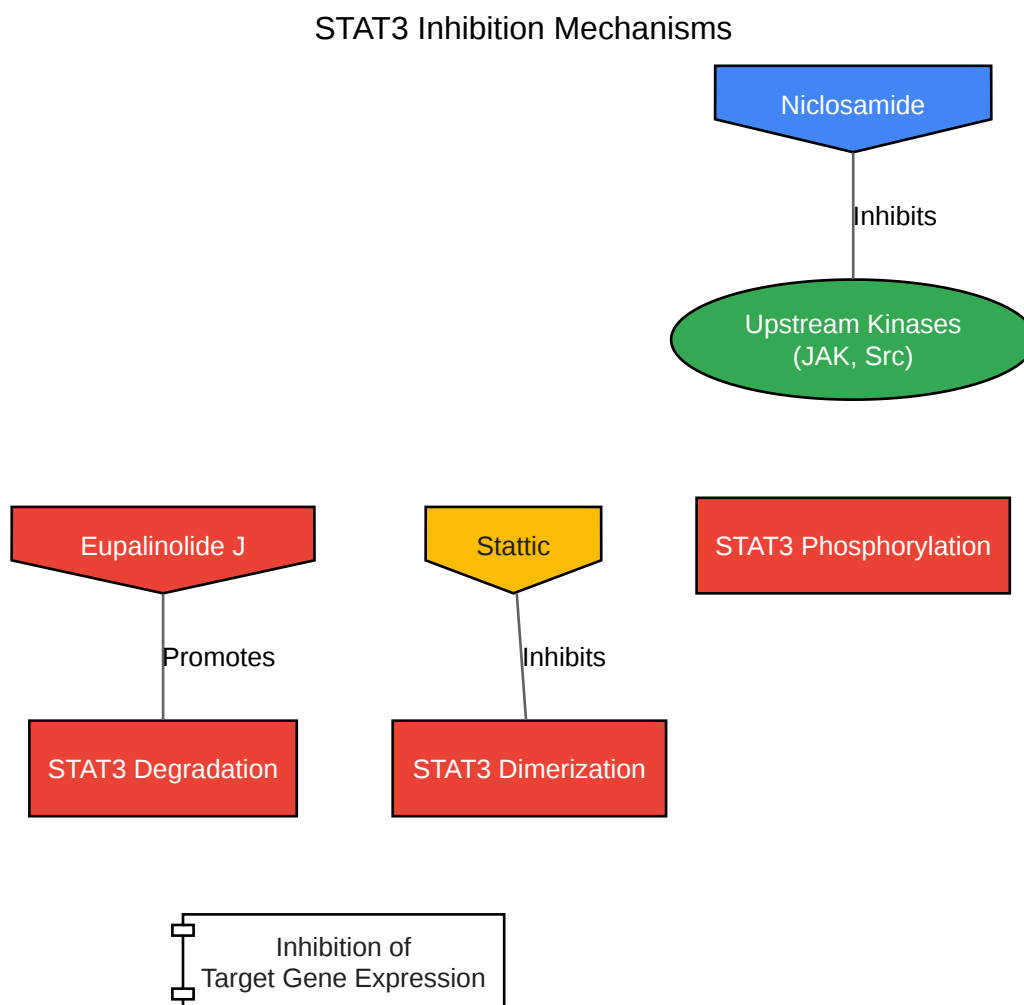 STAT3 Inhibition Mechanisms
Niclosamide
Inhibits
Upstream Kinases
(JAK, Src)
Eupalinolide J
Stattic
STAT3 Phosphorylation
Promotes
Inhibits
STAT3 Degradation
STAT3 Dimerization
Inhibition of
Target Gene Expression